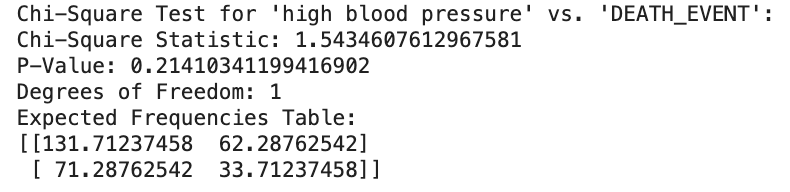 Chi-Square Test for 'high blood pressure' vs. 'DEATH_EVENT':
Chi-Square Statistic: 1.5434607612967581
P-Value: 0.21410341199416902
Degrees of Freedom: 1
Expected Frequencies Table:
[[131.71237458  62.28762542]
 [ 71.28762542  33.71237458]]